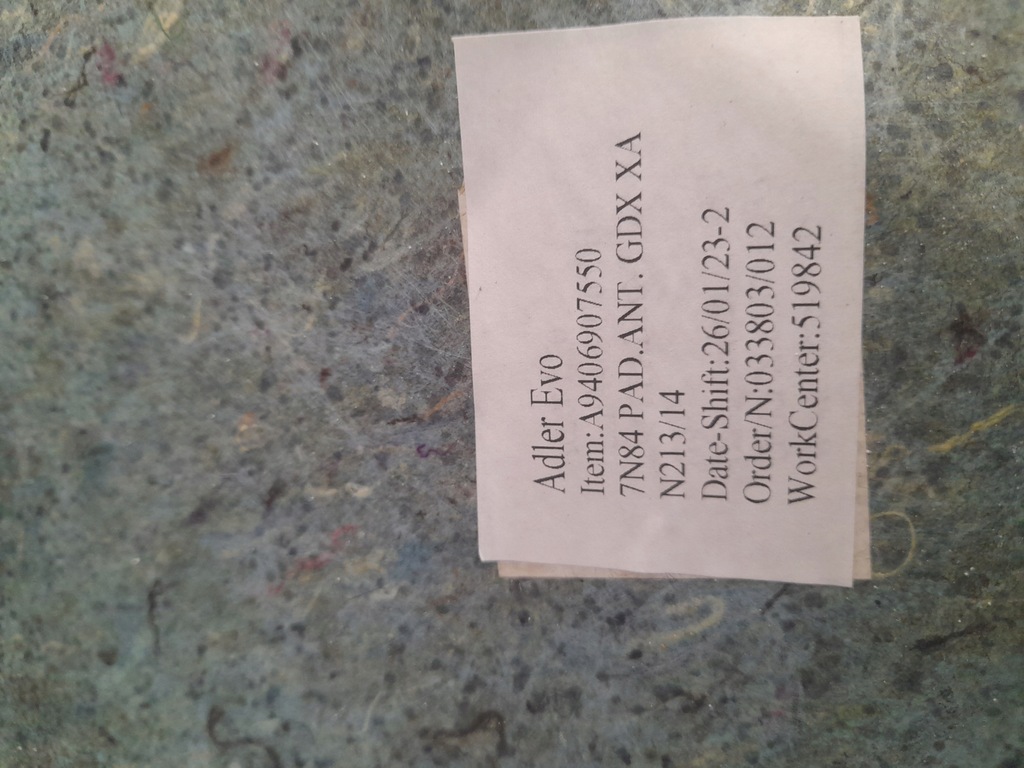 Adler Evo
Item:A9406907550
7N84 PAD.ANT. GDX XA
N213/14
Date-Shift:26/01/23-2
Order/N:033803/012
WorkCenter:519842